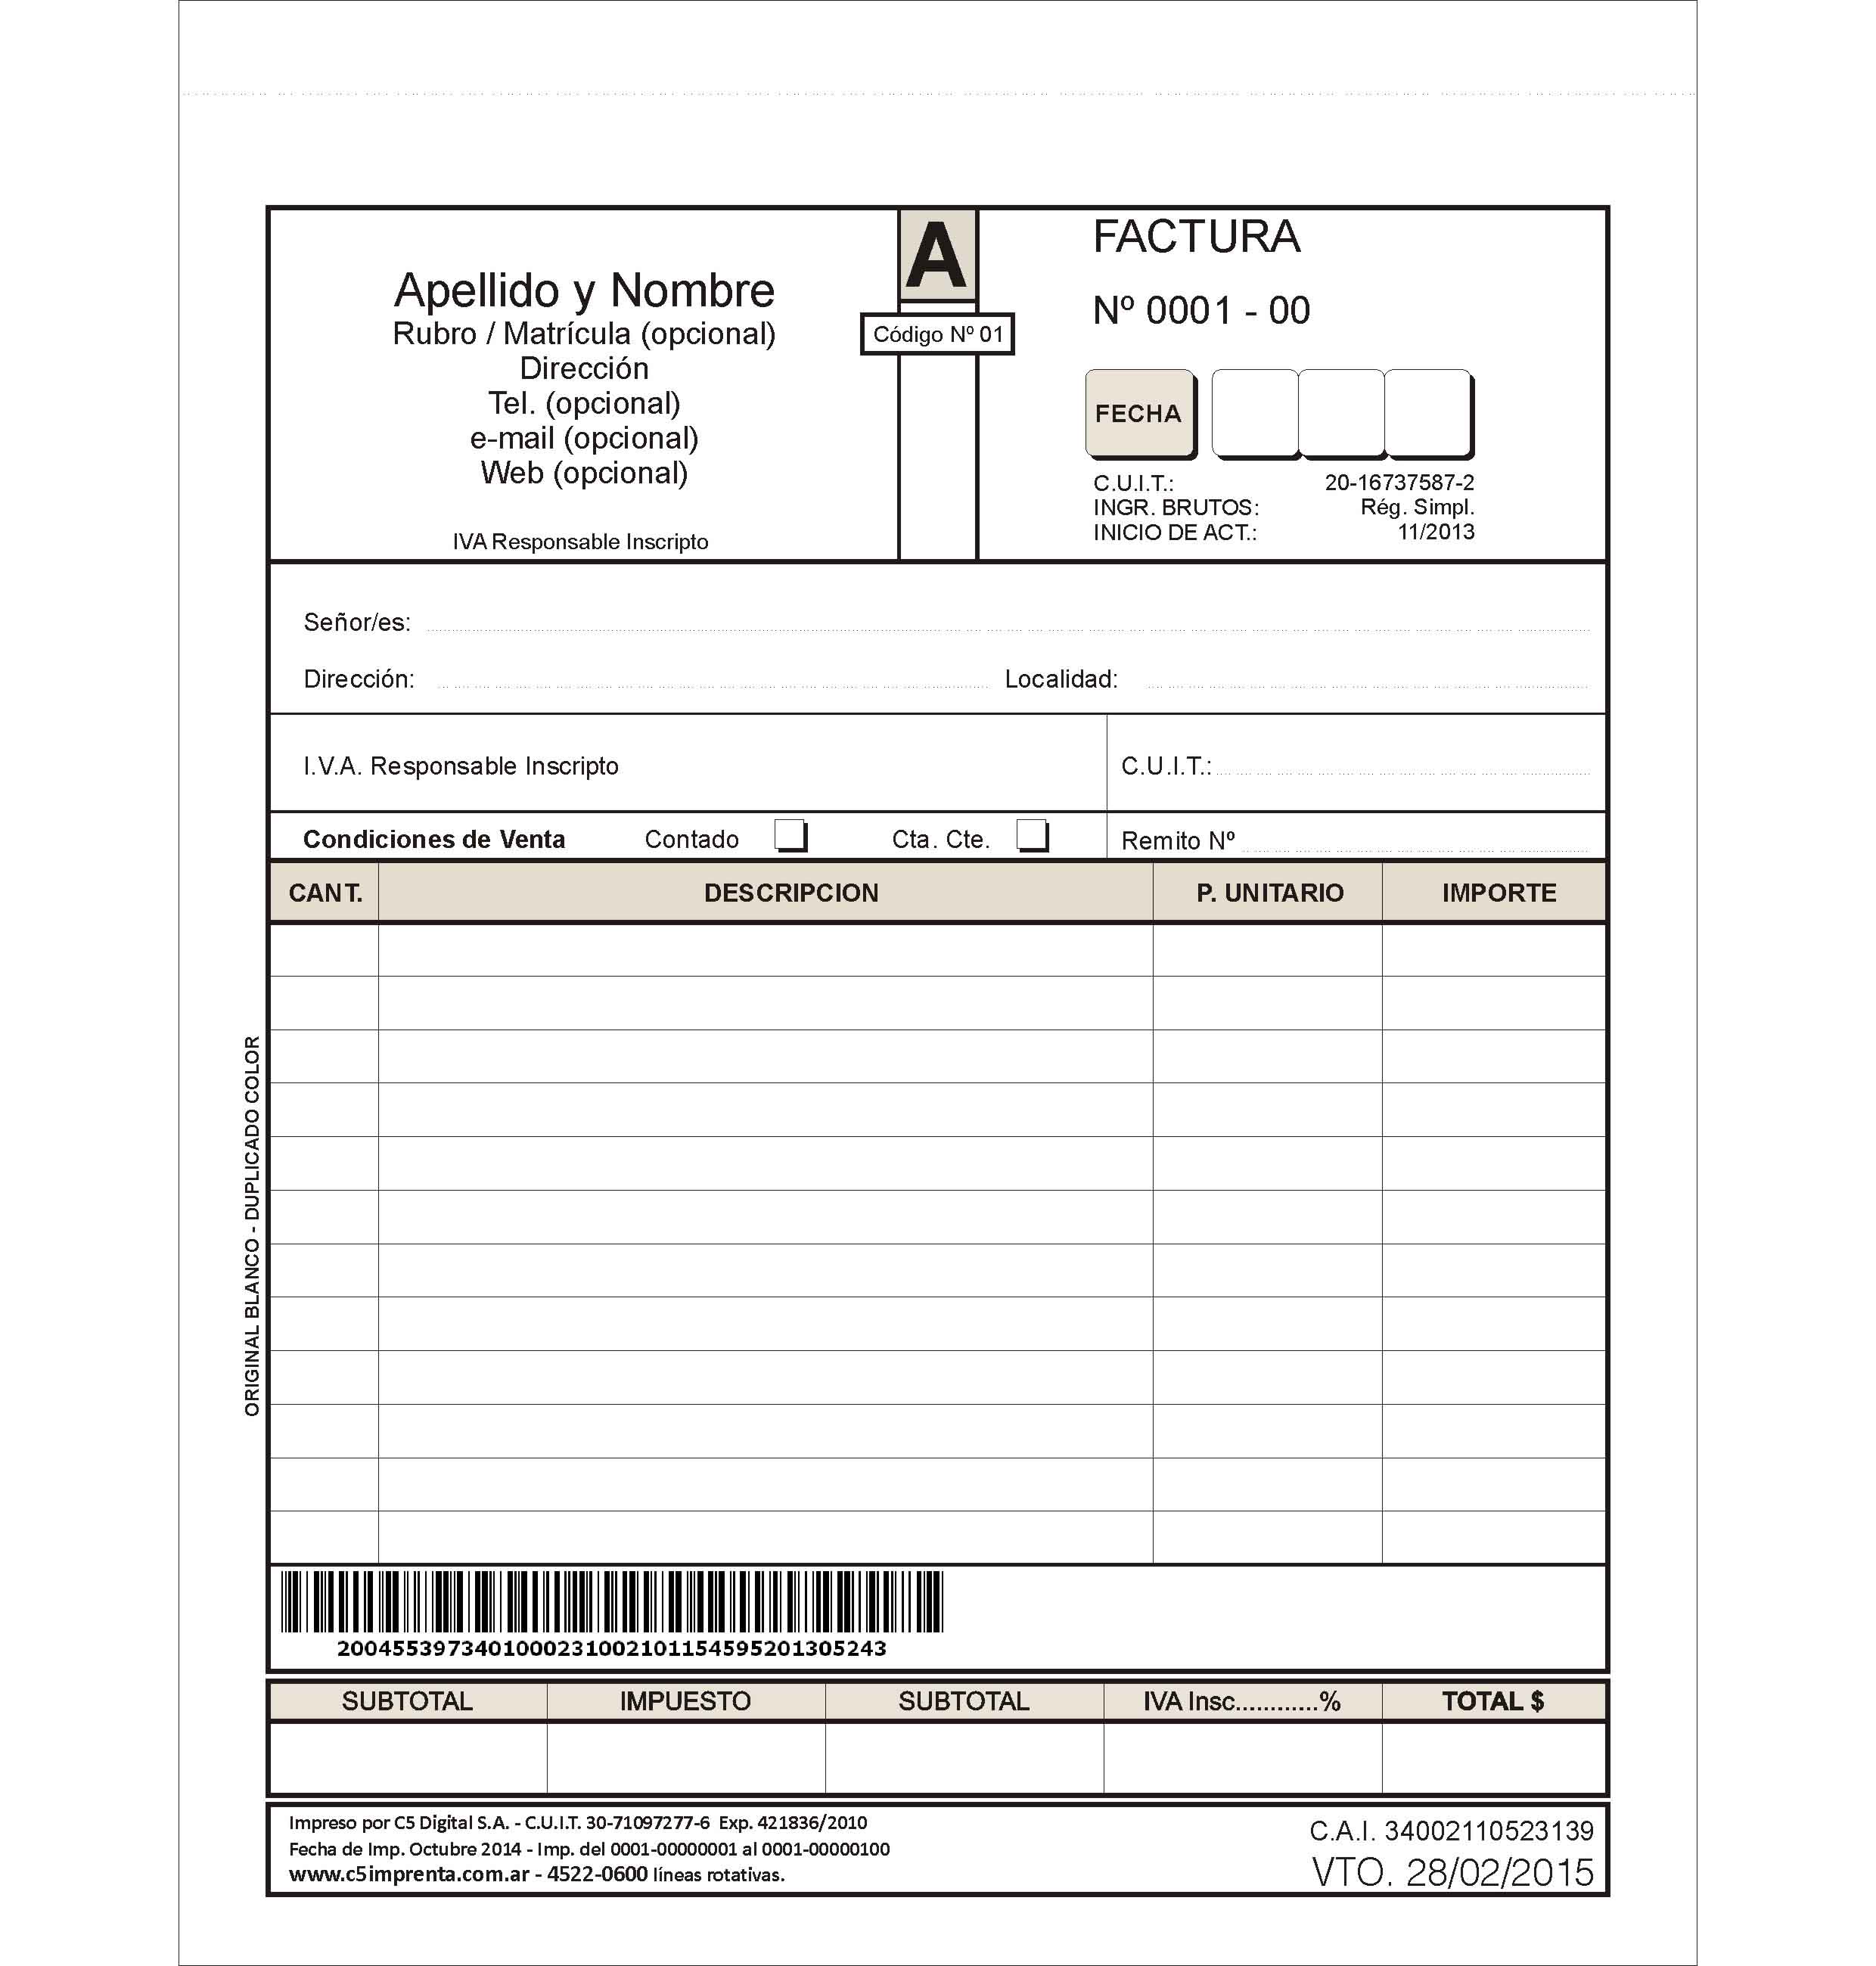 A
FACTURA
Apellido y Nombre
Rubro / Matrícula (opcional)
Dirección
Tel. (opcional)
e-mail (opcional)
Web (opcional)
IVA Responsable Inscripto
Código Nº 01
Nº 0001 - 00
FECHA
C.U.I.T.: 20-16737587-2
INGR. BRUTOS: Rég. Simpl.
INICIO DE ACT.: 11/2013
Señor/es:
Dirección: Localidad:
I.V.A. Responsable Inscripto C.U.I.T.:
Condiciones de Venta Contado Cta. Cte. Remito Nº
CANT. DESCRIPCION P. UNITARIO IMPORTE
ORIGINAL BLANCO - DUPLICADO COLOR
2004553973401000231002101154595201305243
SUBTOTAL IMPUESTO SUBTOTAL IVA Insc............% TOTAL $
Impreso por C5 Digital S.A. - C.U.I.T. 30-71097277-6 Exp. 421836/2010
Fecha de Imp. Octubre 2014 - Imp. del 0001-00000001 al 0001-00000100
www.c5imprenta.com.ar - 4522-0600 líneas rotativas.
C.A.I. 34002110523139
VTO. 28/02/2015